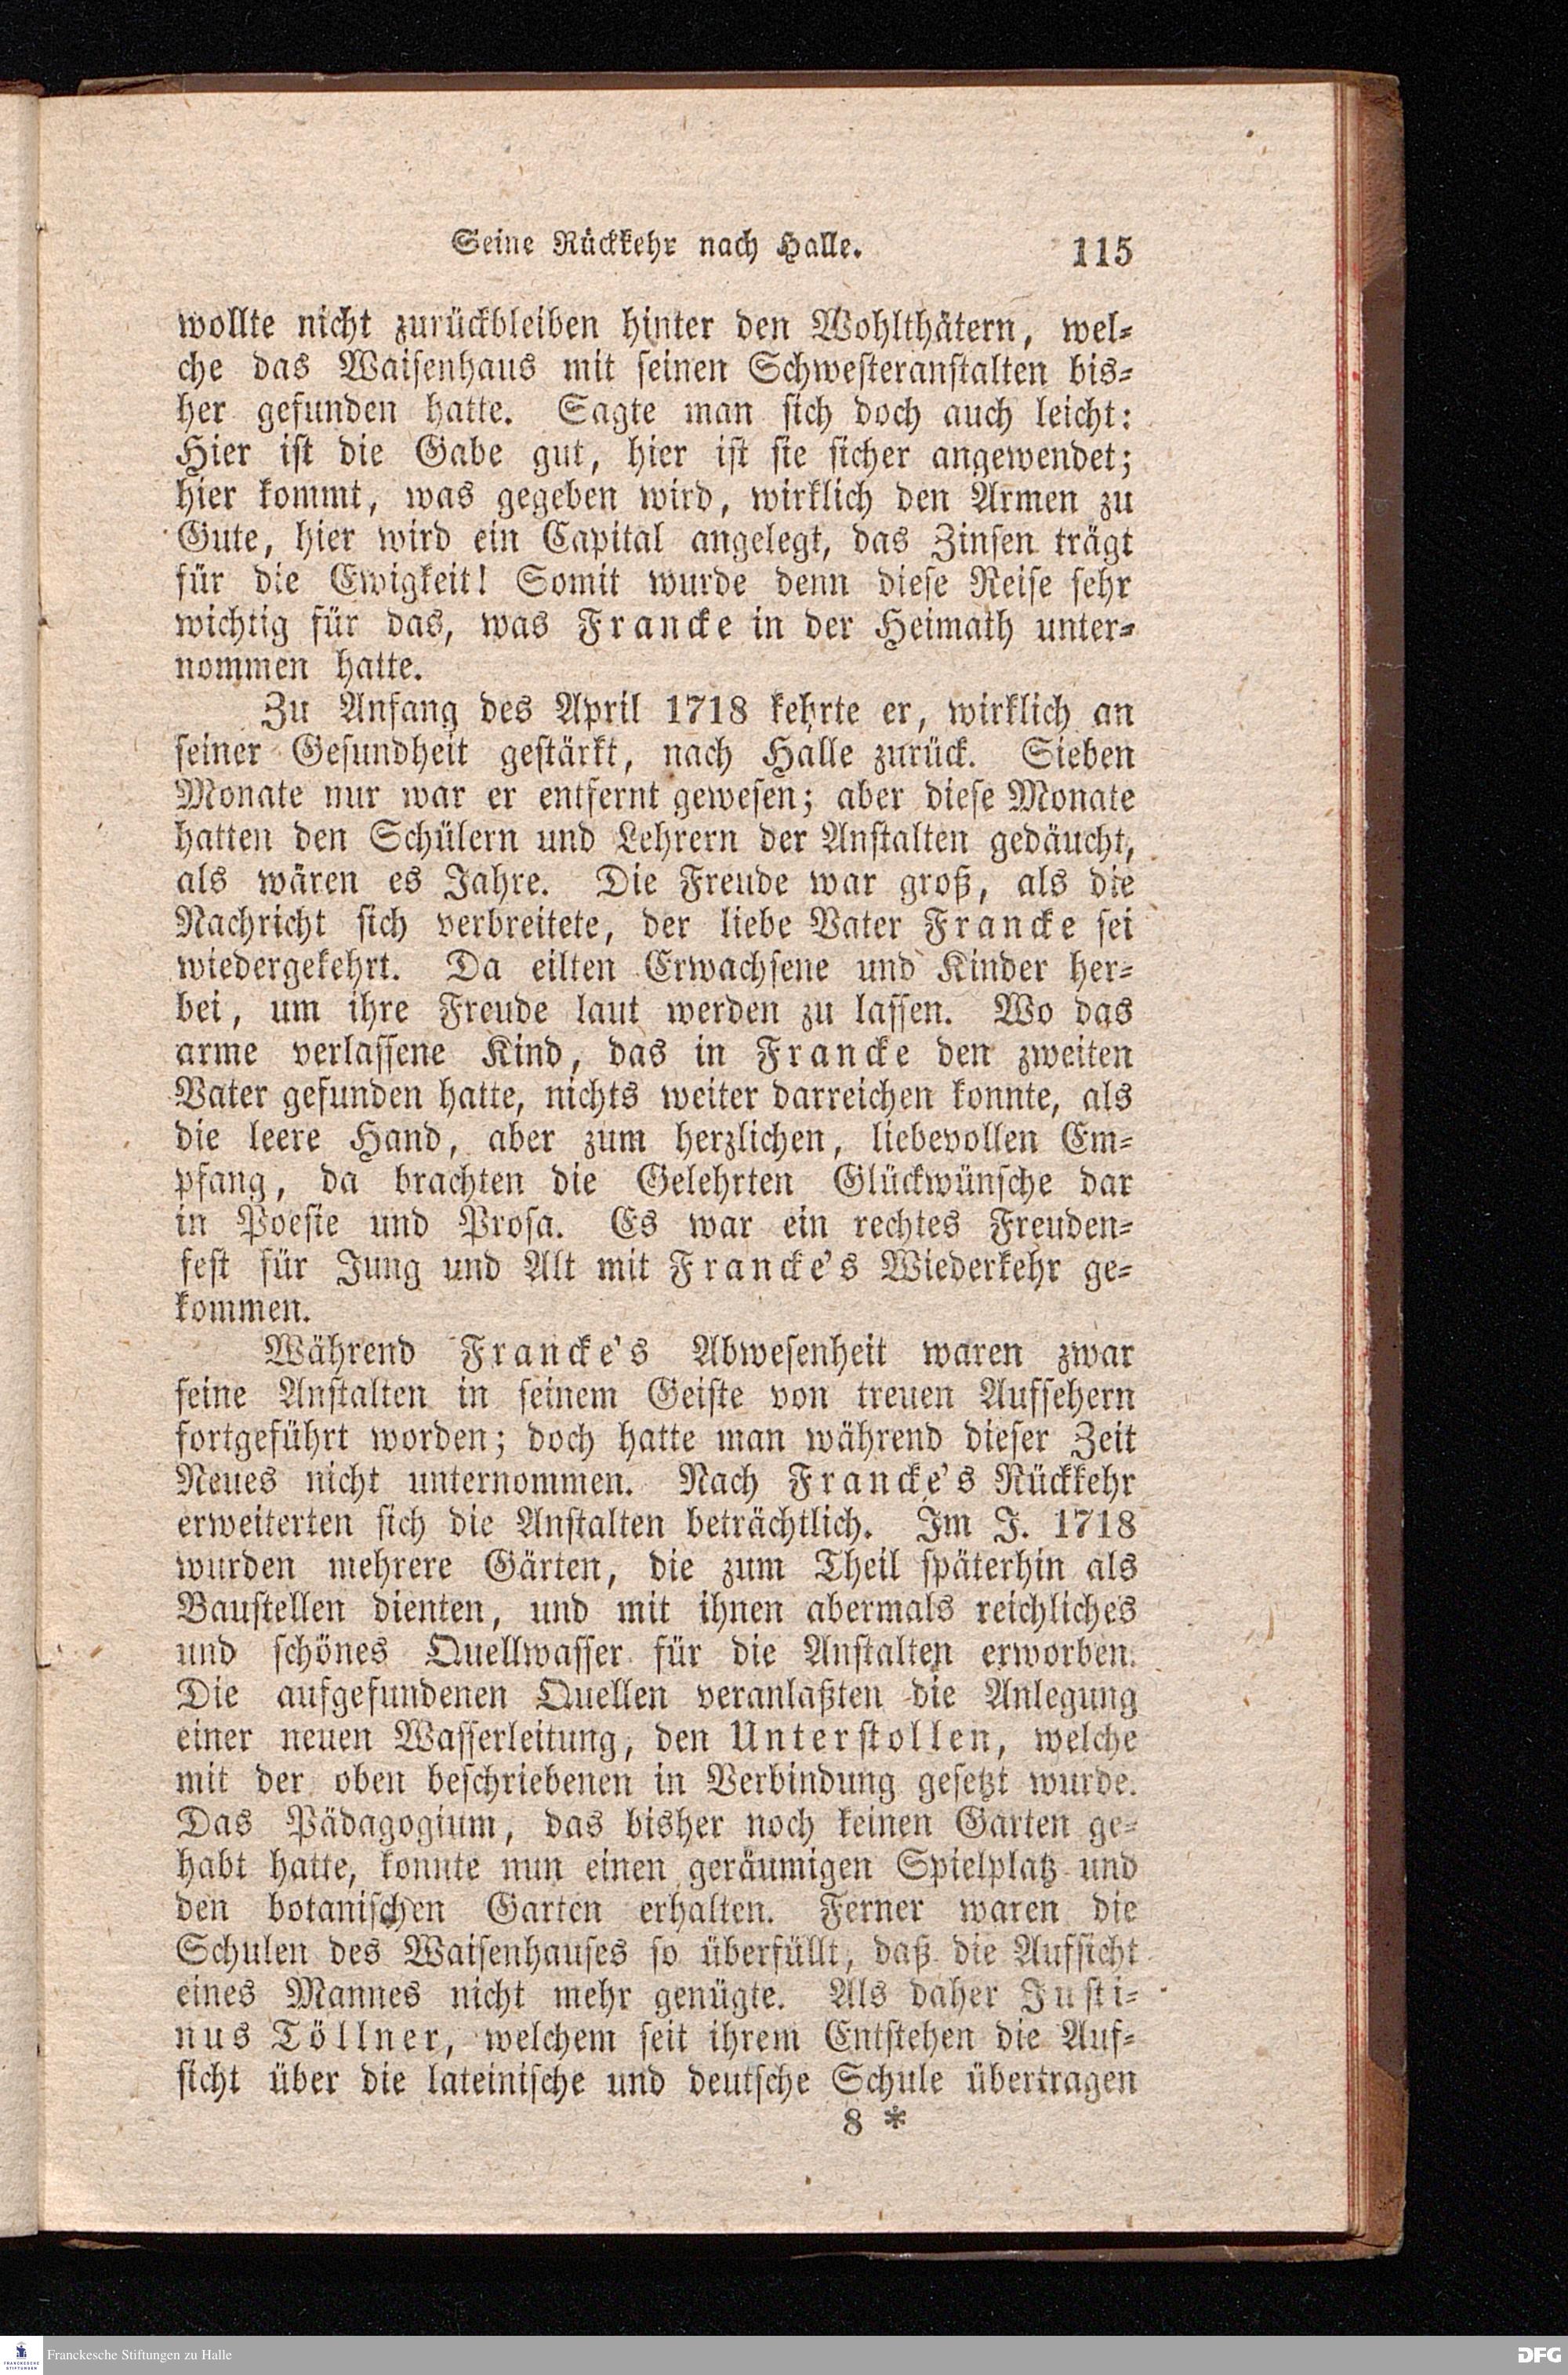 Seine Rückkehr nach Halle. 115
wollte nicht zurückbleiben hinter den Wohlthätern, wel-
che das Waisenhaus mit seinen Schwesteranstalten bis-
her gefunden hatte. Sagte man sich doch auch leicht:
Hier ist die Gabe gut, hier ist sie sicher angewendet;
hier kommt, was gegeben wird, wirklich den Armen zu
Gute, hier wird ein Capital angelegt, das Zinsen trägt
für die Ewigkeit! Somit wurde denn diese Reise sehr
wichtig für das, was Francke in der Heimath unter-
nommen hatte.
Zu Anfang des April 1718 kehrte er, wirklich an
seiner Gesundheit gestärkt, nach Halle zurück. Sieben
Monate nur war er entfernt gewesen; aber diese Monate
hatten den Schülern und Lehrern der Anstalten gedäucht,
als wären es Jahre. Die Freude war groß, als die
Nachricht sich verbreitete, der liebe Vater Francke sei
wiedergekehrt. Da eilten Erwachsene und Kinder her-
bei, um ihre Freude laut werden zu lassen. Wo das
arme verlassene Kind, das in Francke den zweiten
Vater gefunden hatte, nichts weiter darreichen konnte, als
die leere Hand, aber zum herzlichen, liebevollen Em-
pfang, da brachten die Gelehrten Glückwünsche dar
in Poesie und Prosa. Es war ein rechtes Freuden-
fest für Jung und Alt mit Francke's Wiederkehr ge-
kommen.
Während Francke's Abwesenheit waren zwar
seine Anstalten in seinem Geiste von treuen Aufsehern
fortgeführt worden; doch hatte man während dieser Zeit
Neues nicht unternommen. Nach Francke's Rückkehr
erweiterten sich die Anstalten beträchtlich. Im J. 1718
wurden mehrere Gärten, die zum Theil späterhin als
Baustellen dienten, und mit ihnen abermals reichliches
und schönes Quellwasser für die Anstalten erworben.
Die aufgefundenen Quellen veranlaßten die Anlegung
einer neuen Wasserleitung, den Unterstollen, welche
mit der oben beschriebenen in Verbindung gesetzt wurde.
Das Pädagogium, das bisher noch keinen Garten ge-
habt hatte, konnte nun einen geräumigen Spielplatz und
den botanischen Garten erhalten. Ferner waren die
Schulen des Waisenhauses so überfüllt, daß die Aufsicht
eines Mannes nicht mehr genügte. Als daher Justi-
nus Töllner, welchem seit ihrem Entstehen die Auf-
sicht über die lateinische und deutsche Schule übertragen
8 *
FRANCKESCHE
STIFTUNGEN
Franckesche Stiftungen zu Halle
DFG